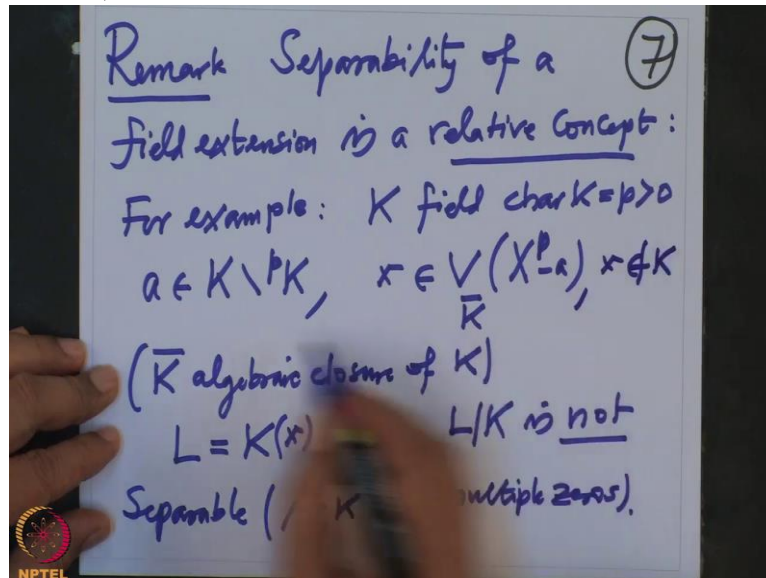 Remark Separability of a ⑦
field extension is a relative Concept:
For example: K field char K = p > 0
a ∈ K \ ᵖK, x ∈ V_K̄ (Xᵖ - a), x ∉ K
(K̄ algebraic closure of K)
L = K(x) L|K is not
Separable ( K multiple zeros).
NPTEL